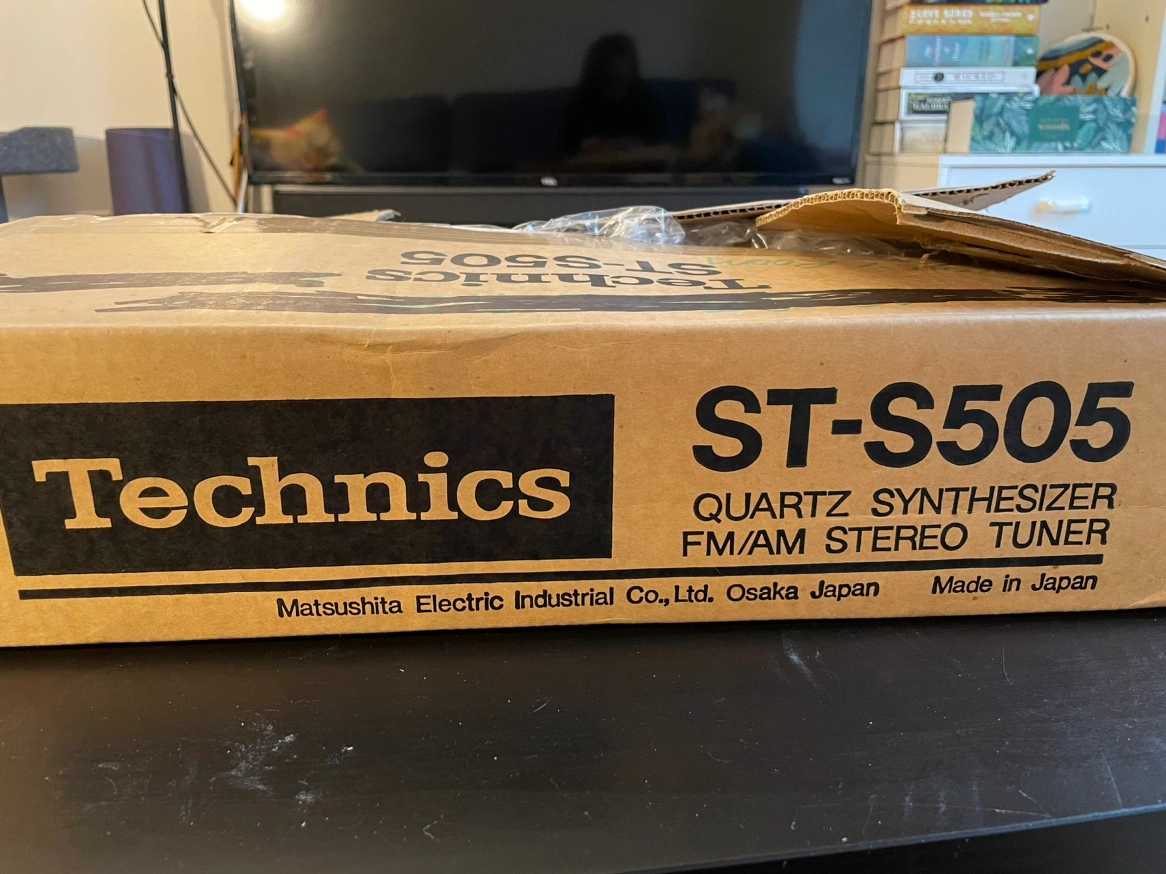 WICKED
Technics
ST-S505
Technics
ST-S505
QUARTZ SYNTHESIZER
FM/AM STEREO TUNER
Matsushita Electric Industrial Co., Ltd. Osaka Japan Made in Japan